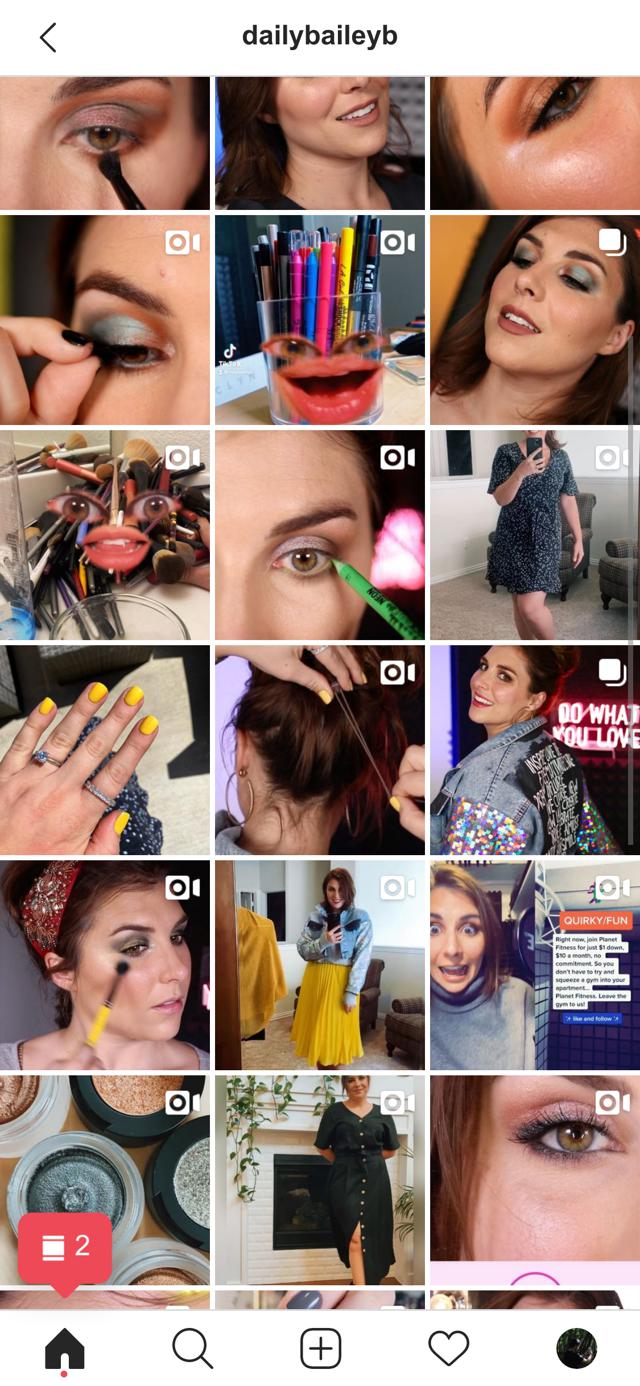 dailybaileyb
TikTok
NEON
DO WHAT
YOU LOVE
QUIRKY/FUN
Right now, join Planet
Fitness for just $1 down,
$10 a month, no
commitment. So you
don't have to try and
squeeze a gym into your
apartment...
Planet Fitness. Leave the
gym to us!
✨ like and follow ✨
2